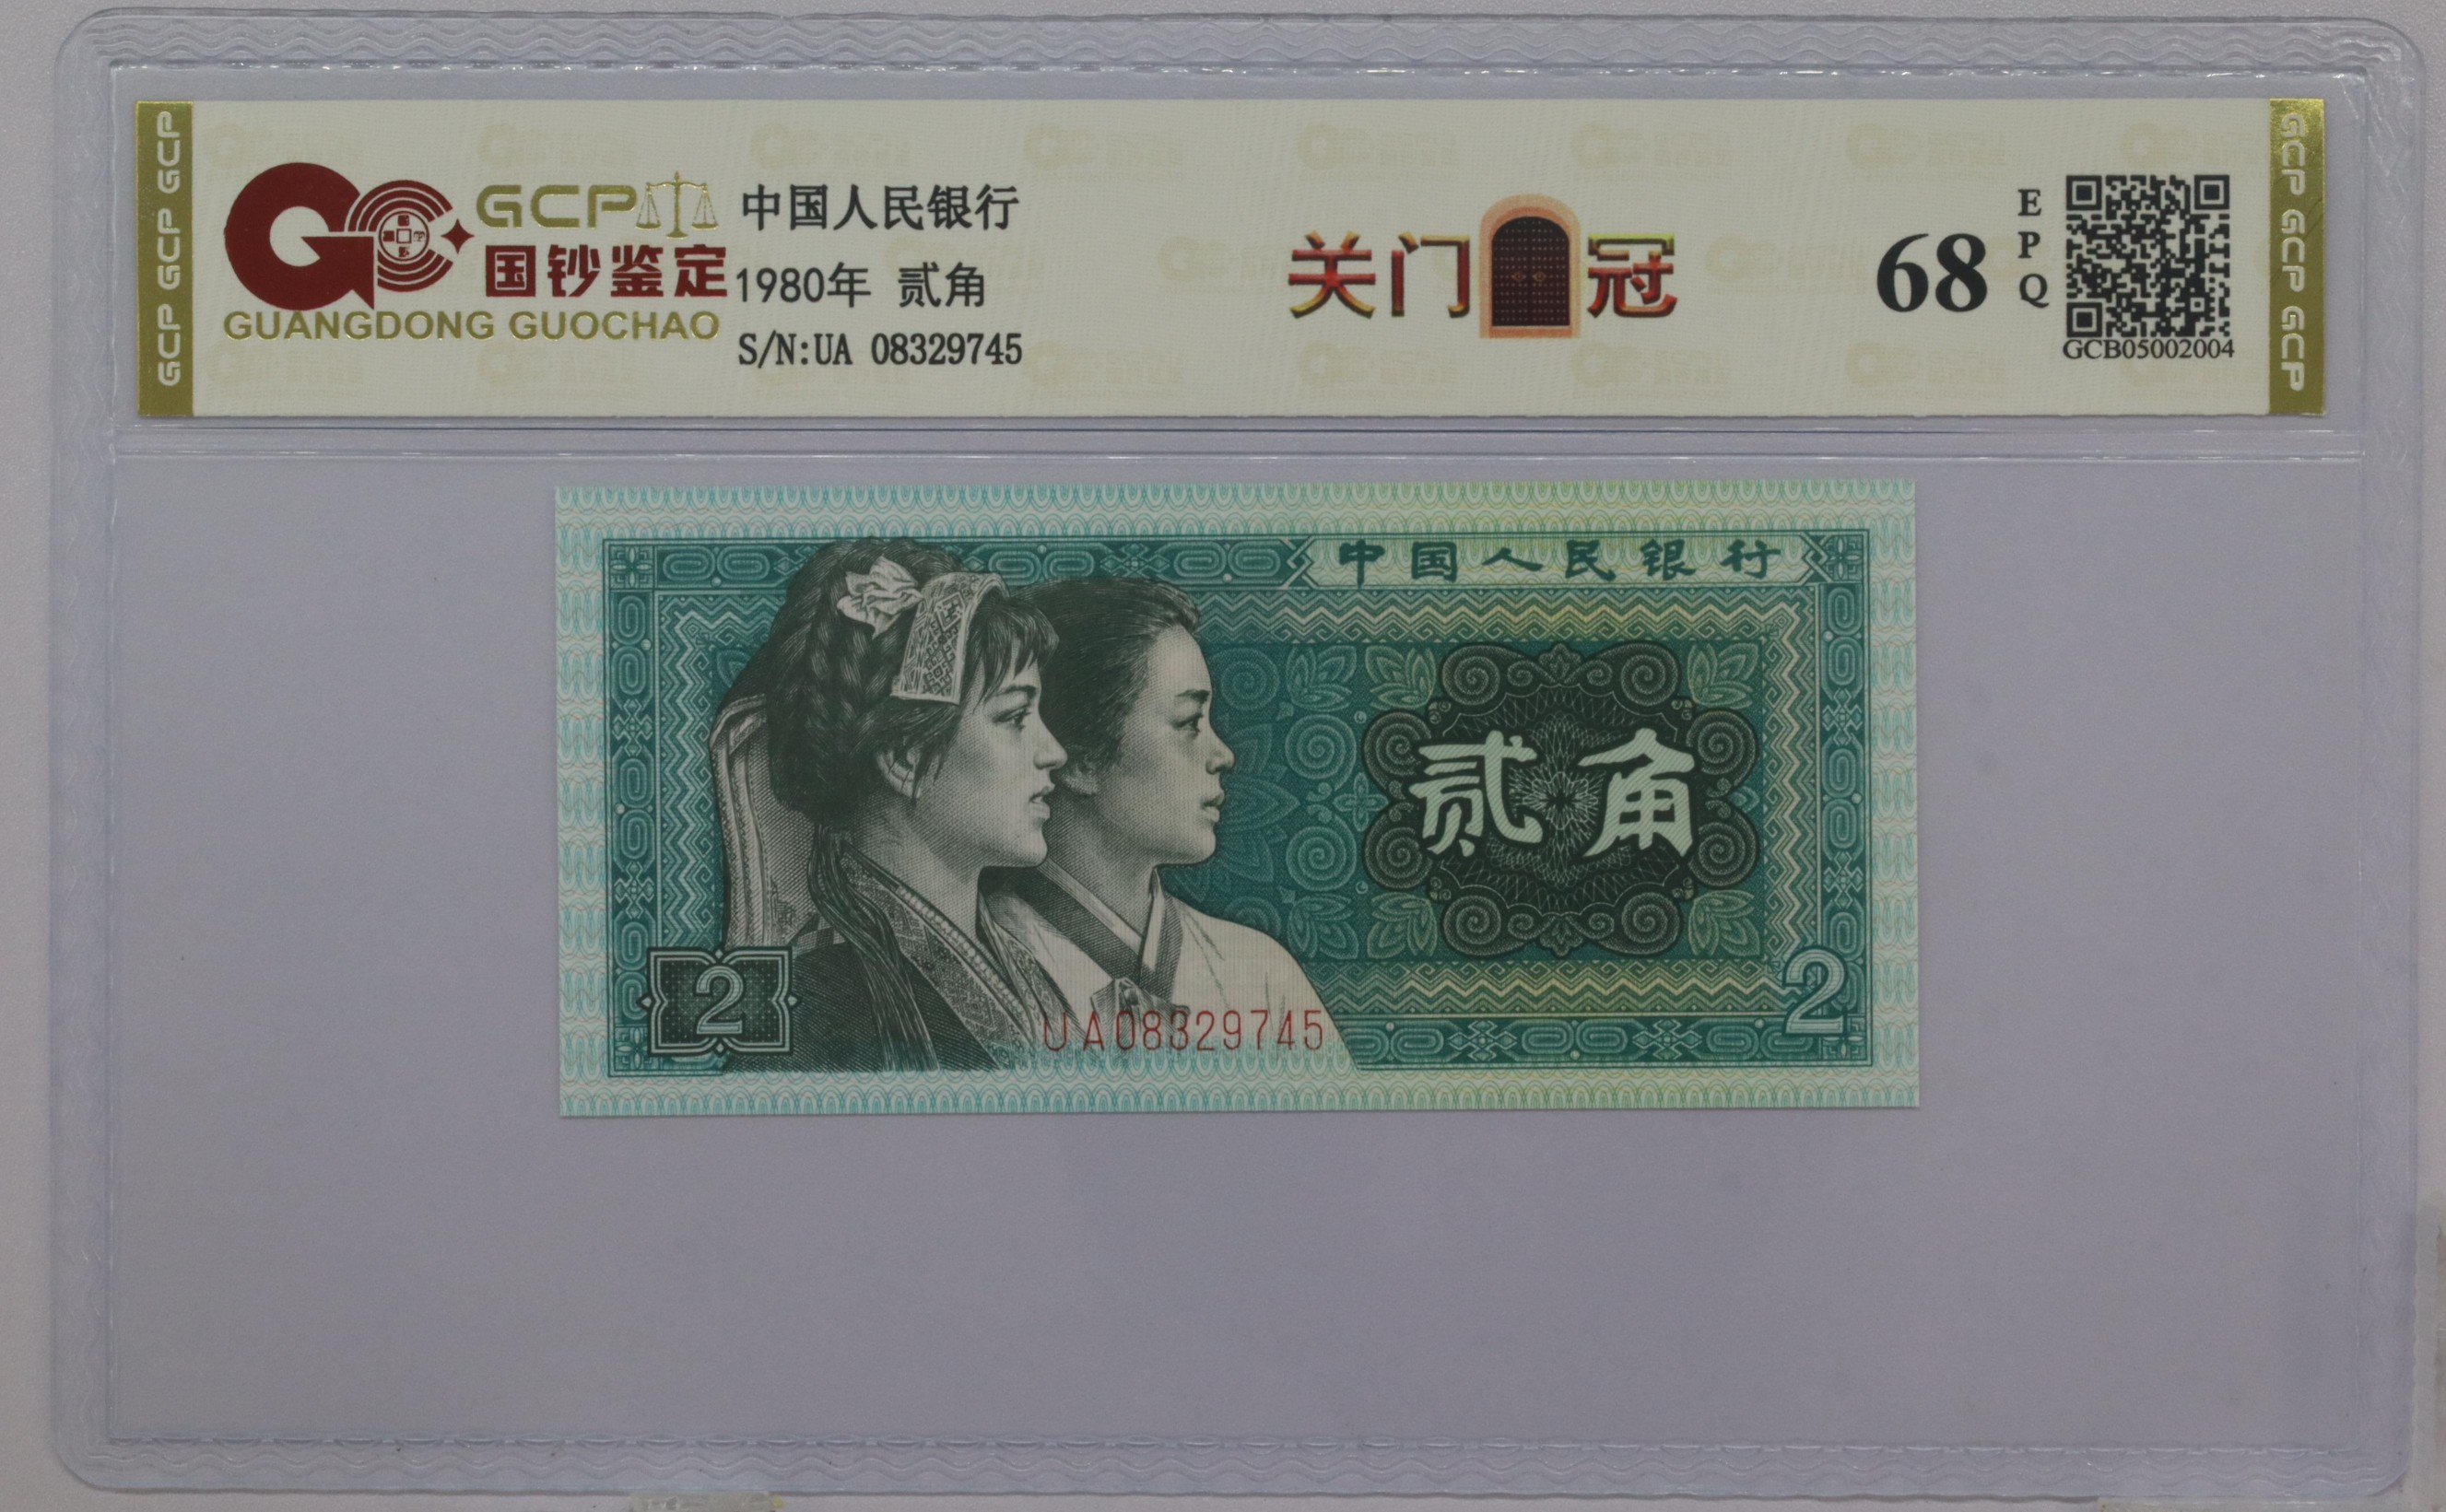 GCP GCP GCP
GCP
国钞鉴定
GUANGDONG GUOCHAO
中国人民银行
1980年 贰角
S/N:UA 08329745
关门冠
68
EPQ
GCB05002004
GCP GCP GCP
中国人民银行
贰角
2
2
UA08329745